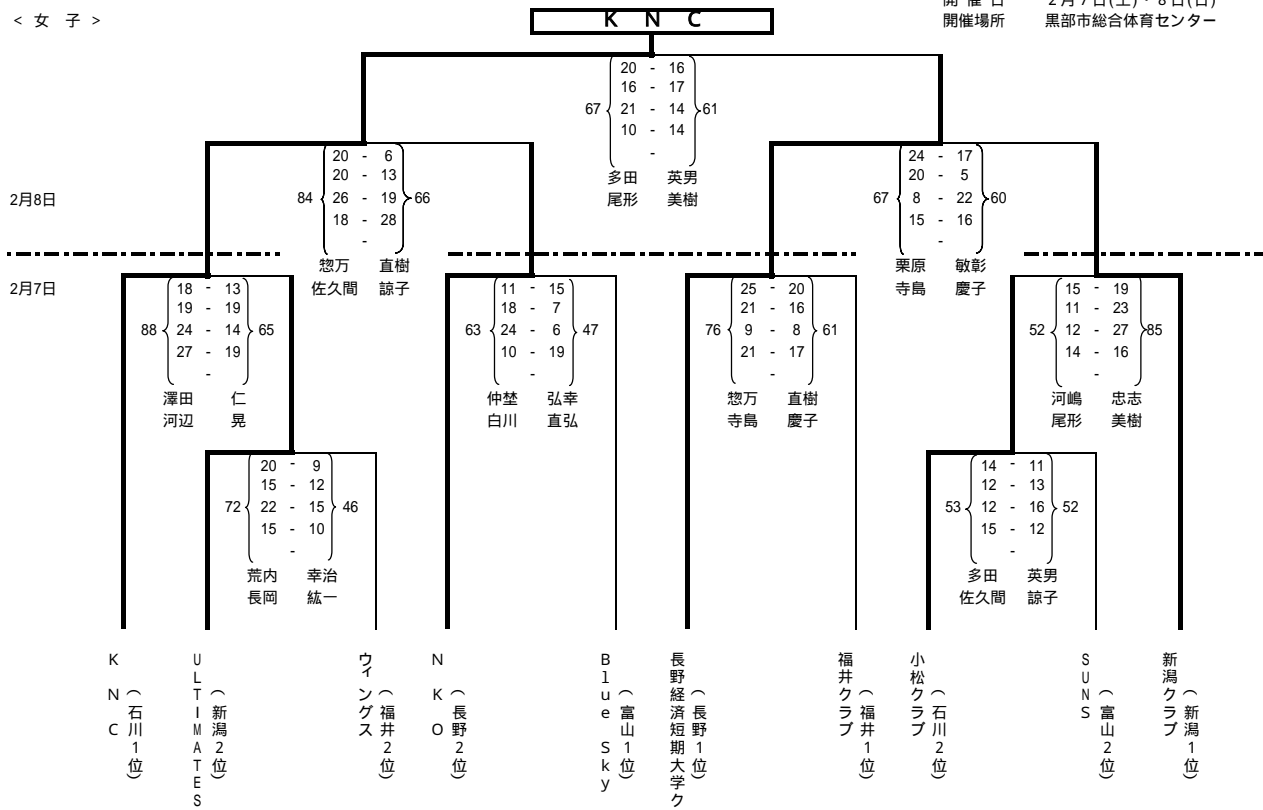 開 催 日 2月7日(土)・8日(日)
< 女 子 >
K N C
開催場所 黒部市総合体育センター
20 - 16
16 - 17
67 21 - 14 61
10 - 14
-
多田 英男
尾形 美樹
2月8日
20 - 6
20 - 13
84 26 - 19 66
18 - 28
-
惣万 直樹
佐久間 諒子
24 - 17
20 - 5
67 8 - 22 60
15 - 16
-
栗原 敏彰
寺島 慶子
2月7日
18 - 13
19 - 19
88 24 - 14 65
27 - 19
-
澤田 仁
河辺 晃
11 - 15
18 - 7
63 24 - 6 47
10 - 19
-
仲埜 弘幸
白川 直弘
25 - 20
21 - 16
76 9 - 8 61
21 - 17
-
惣万 直樹
寺島 慶子
15 - 19
11 - 23
52 12 - 27 85
14 - 16
-
河嶋 忠志
尾形 美樹
20 - 9
15 - 12
72 22 - 15 46
15 - 10
-
荒内 幸治
長岡 紘一
14 - 11
12 - 13
53 12 - 16 52
15 - 12
-
多田 英男
佐久間 諒子
K N C
(石川1位)
ULTIMATES
(新潟2位)
ウィングス
(福井2位)
N K O
(長野2位)
Blue Sky
(富山1位)
長野経済短期大学ク
(長野1位)
福井クラブ
(福井1位)
小松クラブ
(石川2位)
SUNS
(富山2位)
新潟クラブ
(新潟1位)